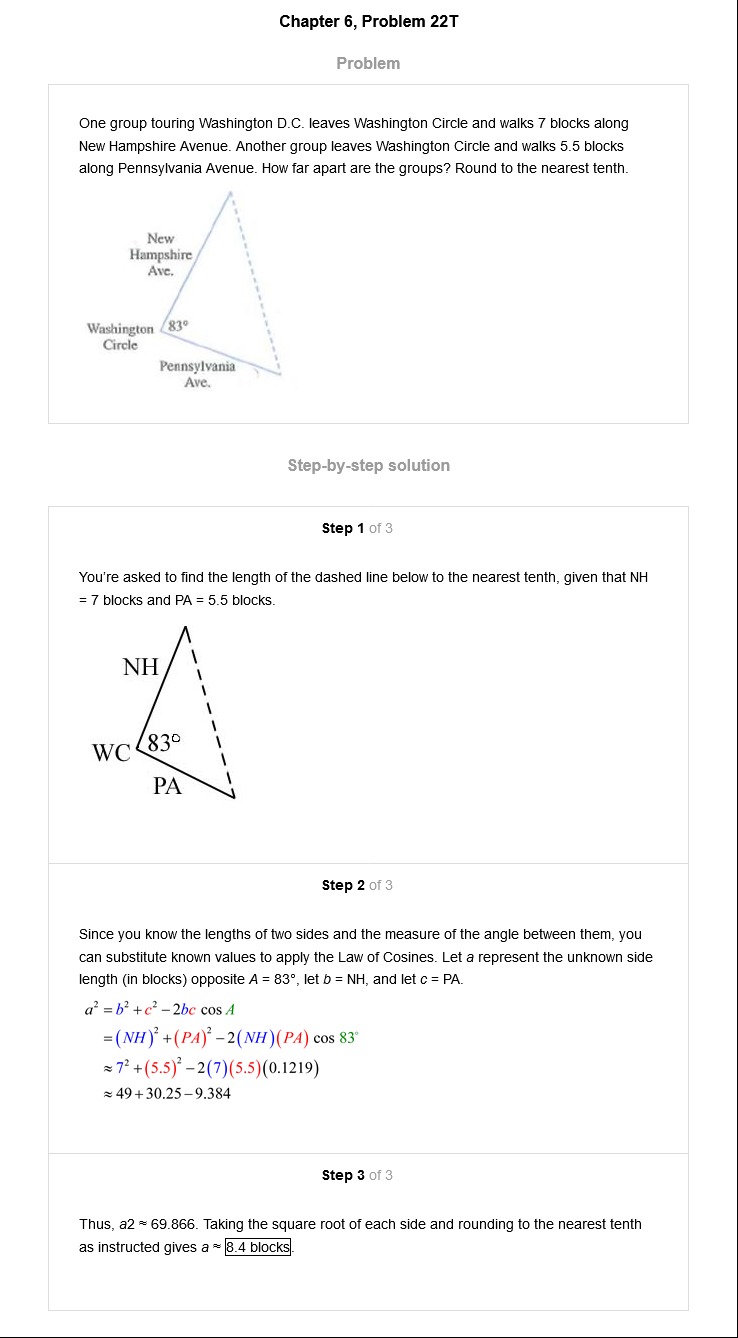 Chapter 6, Problem 22T
Problem
One group touring Washington D.C. leaves Washington Circle and walks 7 blocks along
New Hampshire Avenue. Another group leaves Washington Circle and walks 5.5 blocks
along Pennsylvania Avenue. How far apart are the groups? Round to the nearest tenth.
New
Hampshire
Ave.
Washington 83°
Circle
Pennsylvania
Ave.
Step-by-step solution
Step 1 of 3
You're asked to find the length of the dashed line below to the nearest tenth, given that NH
= 7 blocks and PA = 5.5 blocks.
NH
WC 83°
PA
Step 2 of 3
Since you know the lengths of two sides and the measure of the angle between them, you
can substitute known values to apply the Law of Cosines. Let a represent the unknown side
length (in blocks) opposite A = 83°, let b = NH, and let c = PA.
a² = b² + c² − 2bc cos A
= (NH)² + (PA)² − 2(NH)(PA) cos 83°
≈ 7² + (5.5)² − 2(7)(5.5)(0.1219)
≈ 49 + 30.25 − 9.384
Step 3 of 3
Thus, a2 ≈ 69.866. Taking the square root of each side and rounding to the nearest tenth
as instructed gives a ≈ 8.4 blocks.